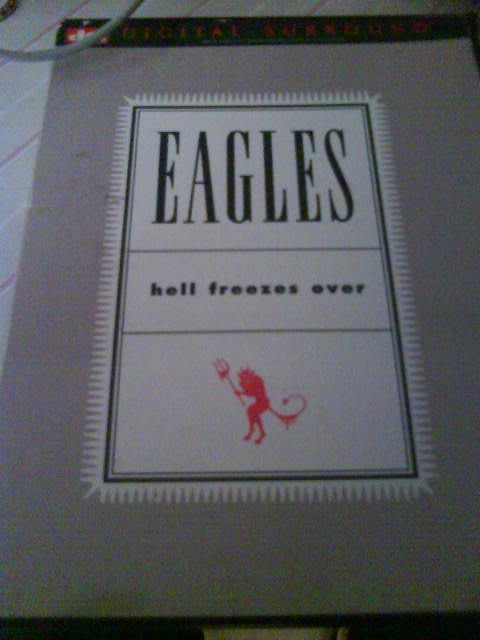 DIGITAL SURROUND
EAGLES
hell freezes over